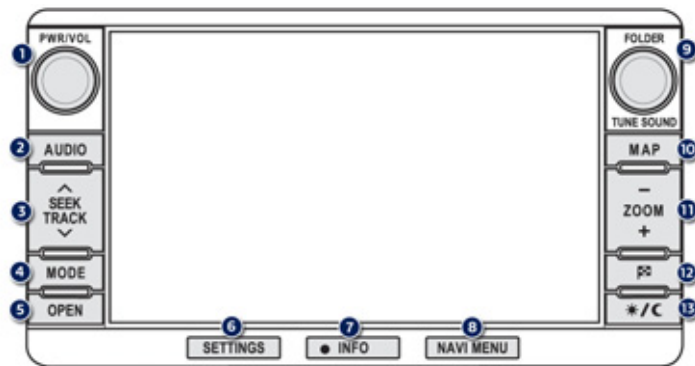 PWR/VOL
1
2
AUDIO
3
SEEK
TRACK
4
MODE
5
OPEN
6
SETTINGS
7
INFO
8
NAVI MENU
FOLDER
9
TUNE SOUND
MAP
10
−
ZOOM
11
+
12
/
13